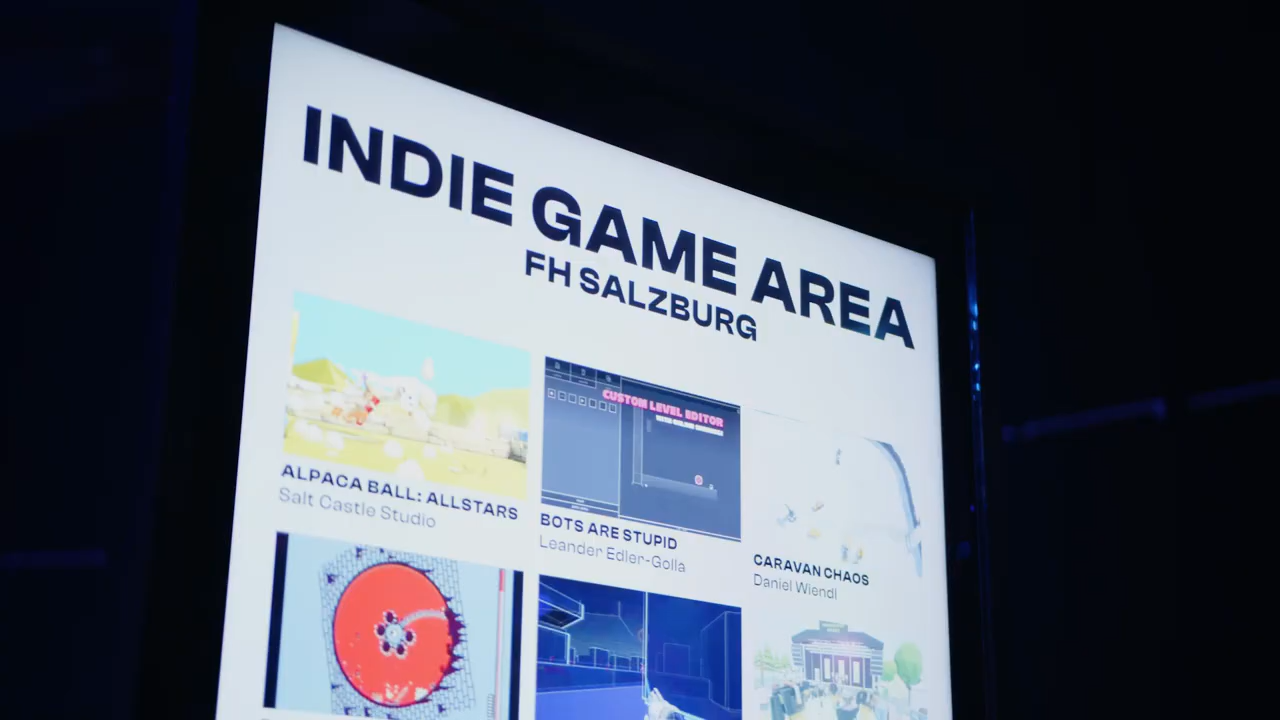 INDIE GAME AREA
FH SALZBURG
CUSTOM LEVEL EDITOR
ALPACA BALL: ALLSTARS
Salt Castle Studio
BOTS ARE STUPID
Leander Edler-Golla
CARAVAN CHAOS
Daniel Wiendl